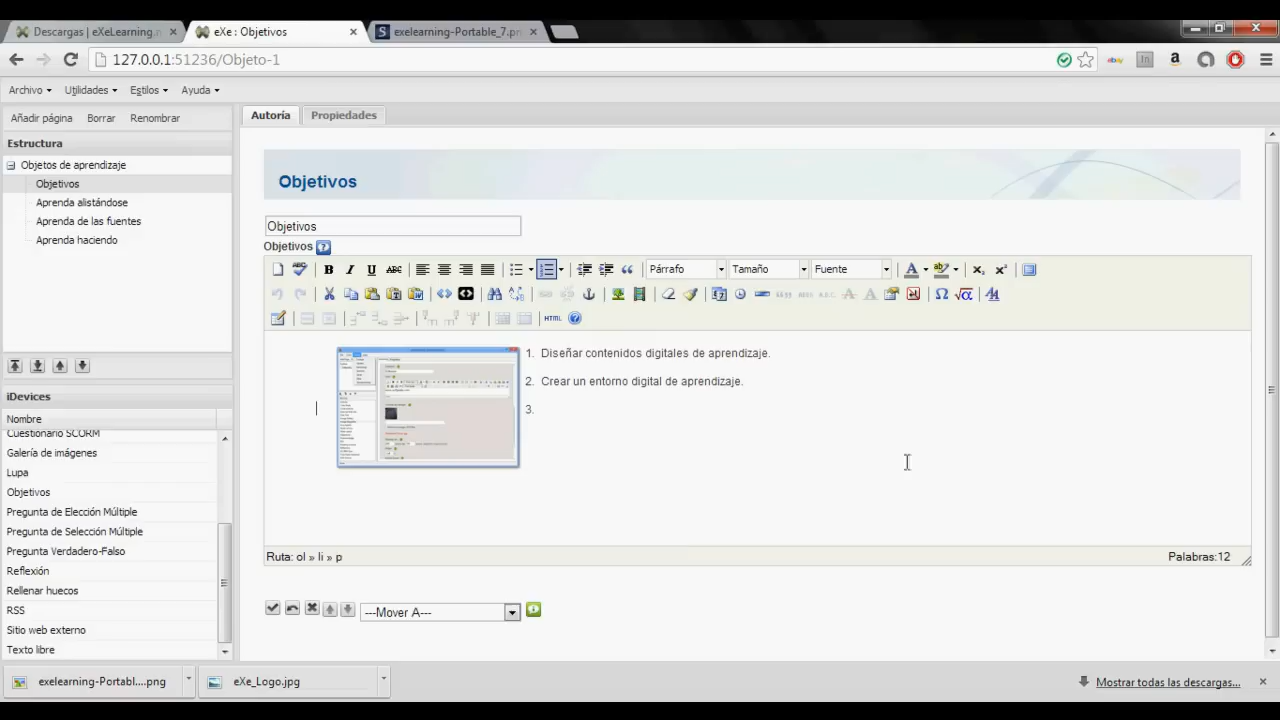 Descargas | eXeLearning.n
eXe : Objetivos
exelearning-Portable_7.pn
127.0.0.1:51236/Objeto-1
Archivo
Utilidades
Estilos
Ayuda
Añadir página
Borrar
Renombrar
Autoría
Propiedades
Estructura
Objetos de aprendizaje
Objetivos
Aprenda alistándose
Aprenda de las fuentes
Aprenda haciendo
Objetivos
Objetivos
Objetivos
Párrafo
Tamaño
Fuente
HTML
1. Diseñar contenidos digitales de aprendizaje.
2. Crear un entorno digital de aprendizaje.
3.
Ruta: ol » li » p
Palabras:12
---Mover A---
iDevices
Nombre
Cuestionario SCORM
Galería de imágenes
Lupa
Objetivos
Pregunta de Elección Múltiple
Pregunta de Selección Múltiple
Pregunta Verdadero-Falso
Reflexión
Rellenar huecos
RSS
Sitio web externo
Texto libre
exelearning-Portabl....png
eXe_Logo.jpg
Mostrar todas las descargas...